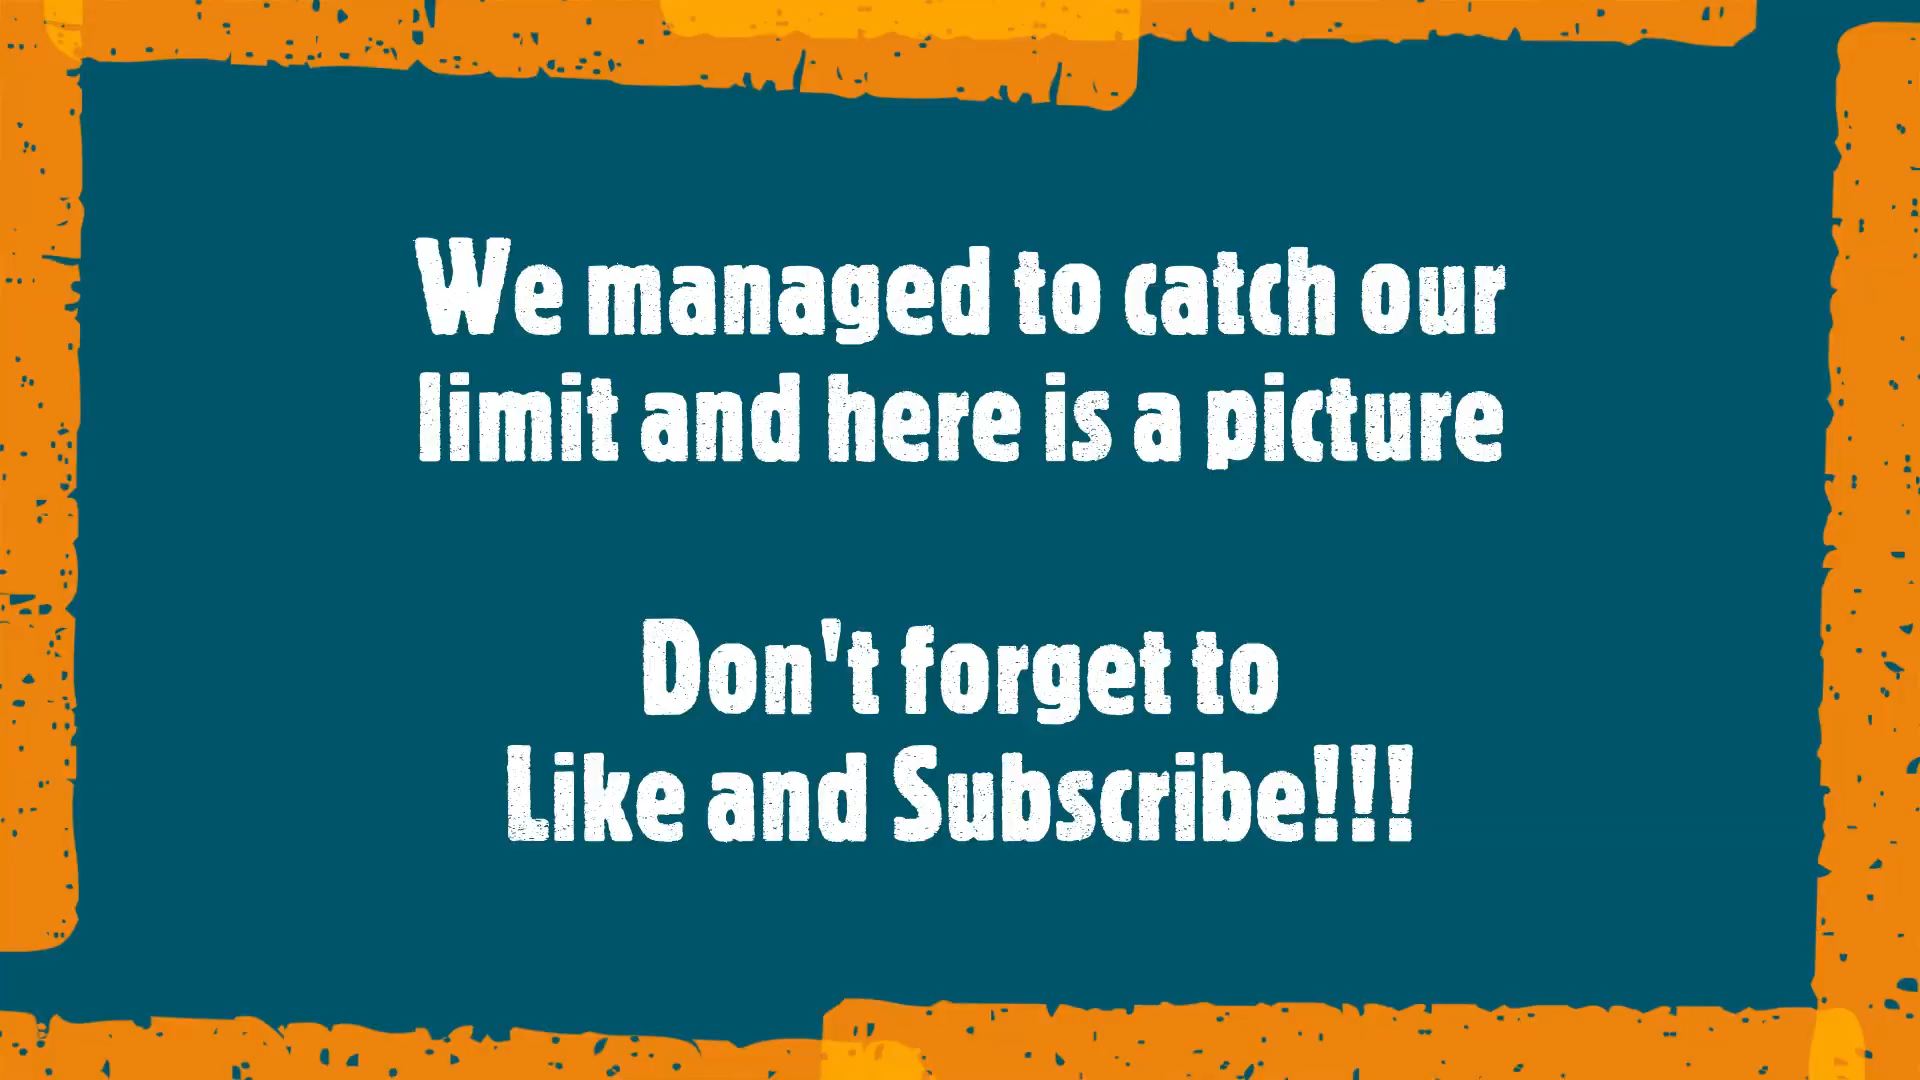 We managed to catch our
limit and here is a picture
Don't forget to
Like and Subscribe!!!